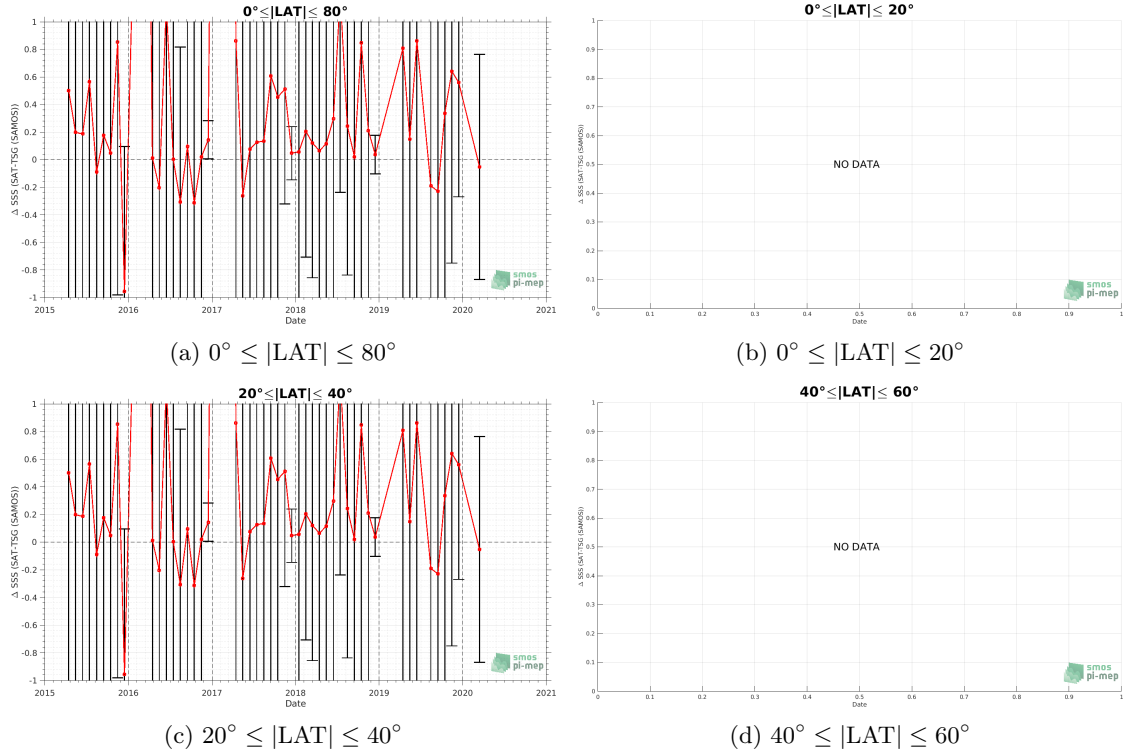 0°≤|LAT|≤ 80°
Δ SSS (SAT-TSG (SAMOS))
1
0.8
0.6
0.4
0.2
0
-0.2
-0.4
-0.6
-0.8
-1
2015 2016 2017 2018 2019 2020 2021
Date
smos
pi-mep
(a) 0° ≤ |LAT| ≤ 80°
0°≤|LAT|≤ 20°
Δ SSS (SAT-TSG (SAMOS))
1
0.9
0.8
0.7
0.6
0.5
0.4
0.3
0.2
0.1
0
NO DATA
0 0.1 0.2 0.3 0.4 0.5 0.6 0.7 0.8 0.9 1
Date
smos
pi-mep
(b) 0° ≤ |LAT| ≤ 20°
20°≤|LAT|≤ 40°
Δ SSS (SAT-TSG (SAMOS))
1
0.8
0.6
0.4
0.2
0
-0.2
-0.4
-0.6
-0.8
-1
2015 2016 2017 2018 2019 2020 2021
Date
smos
pi-mep
(c) 20° ≤ |LAT| ≤ 40°
40°≤|LAT|≤ 60°
Δ SSS (SAT-TSG (SAMOS))
1
0.9
0.8
0.7
0.6
0.5
0.4
0.3
0.2
0.1
0
NO DATA
0 0.1 0.2 0.3 0.4 0.5 0.6 0.7 0.8 0.9 1
Date
smos
pi-mep
(d) 40° ≤ |LAT| ≤ 60°